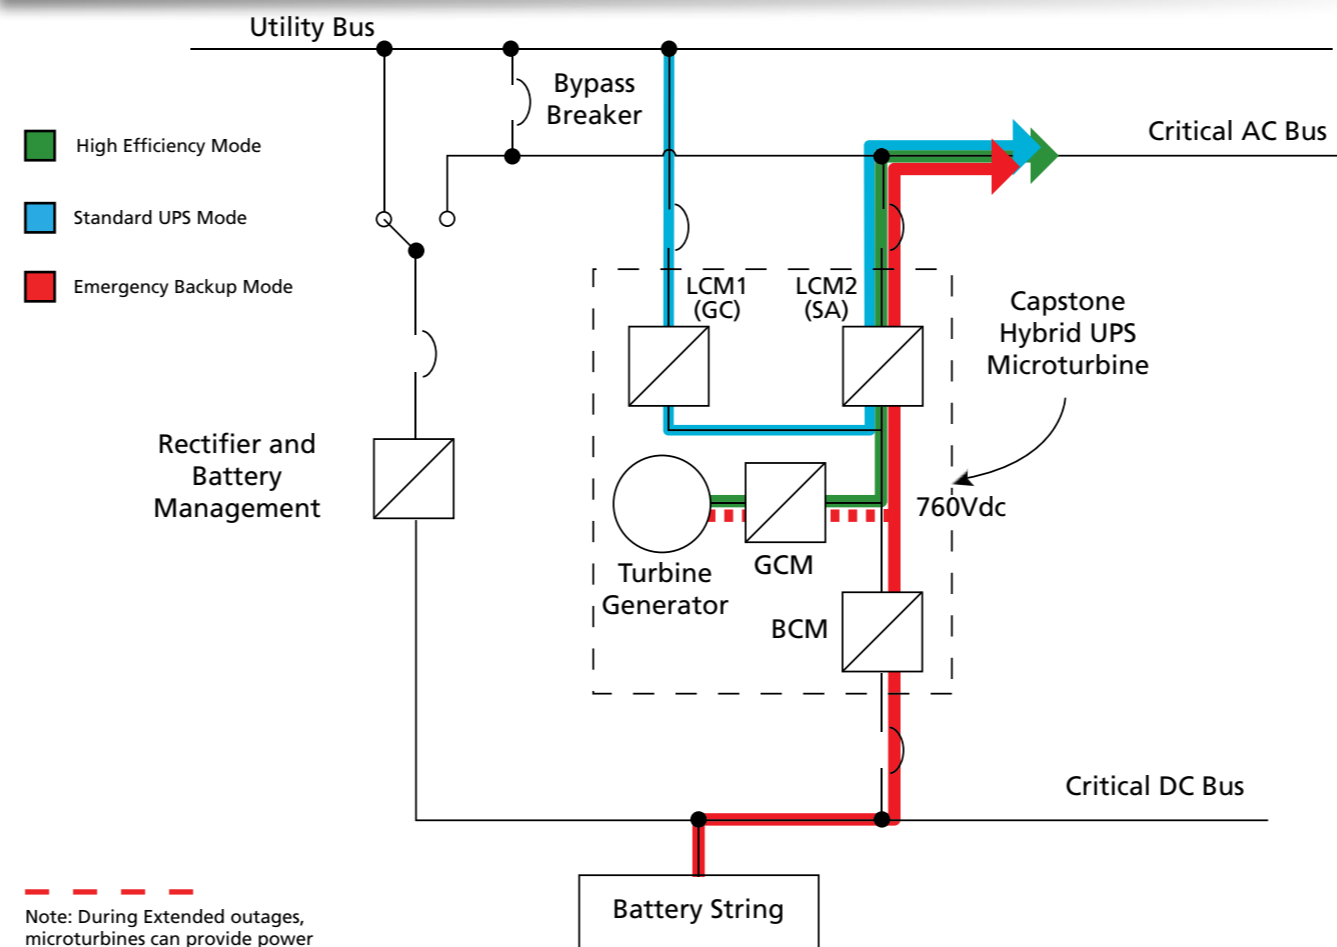 Utility Bus
Bypass
Breaker
Critical AC Bus
High Efficiency Mode
Standard UPS Mode
Emergency Backup Mode
LCM1
(GC)
LCM2
(SA)
Capstone
Hybrid UPS
Microturbine
Rectifier and
Battery
Management
760Vdc
GCM
Turbine
Generator
BCM
Critical DC Bus
Battery String
Note: During Extended outages,
microturbines can provide power